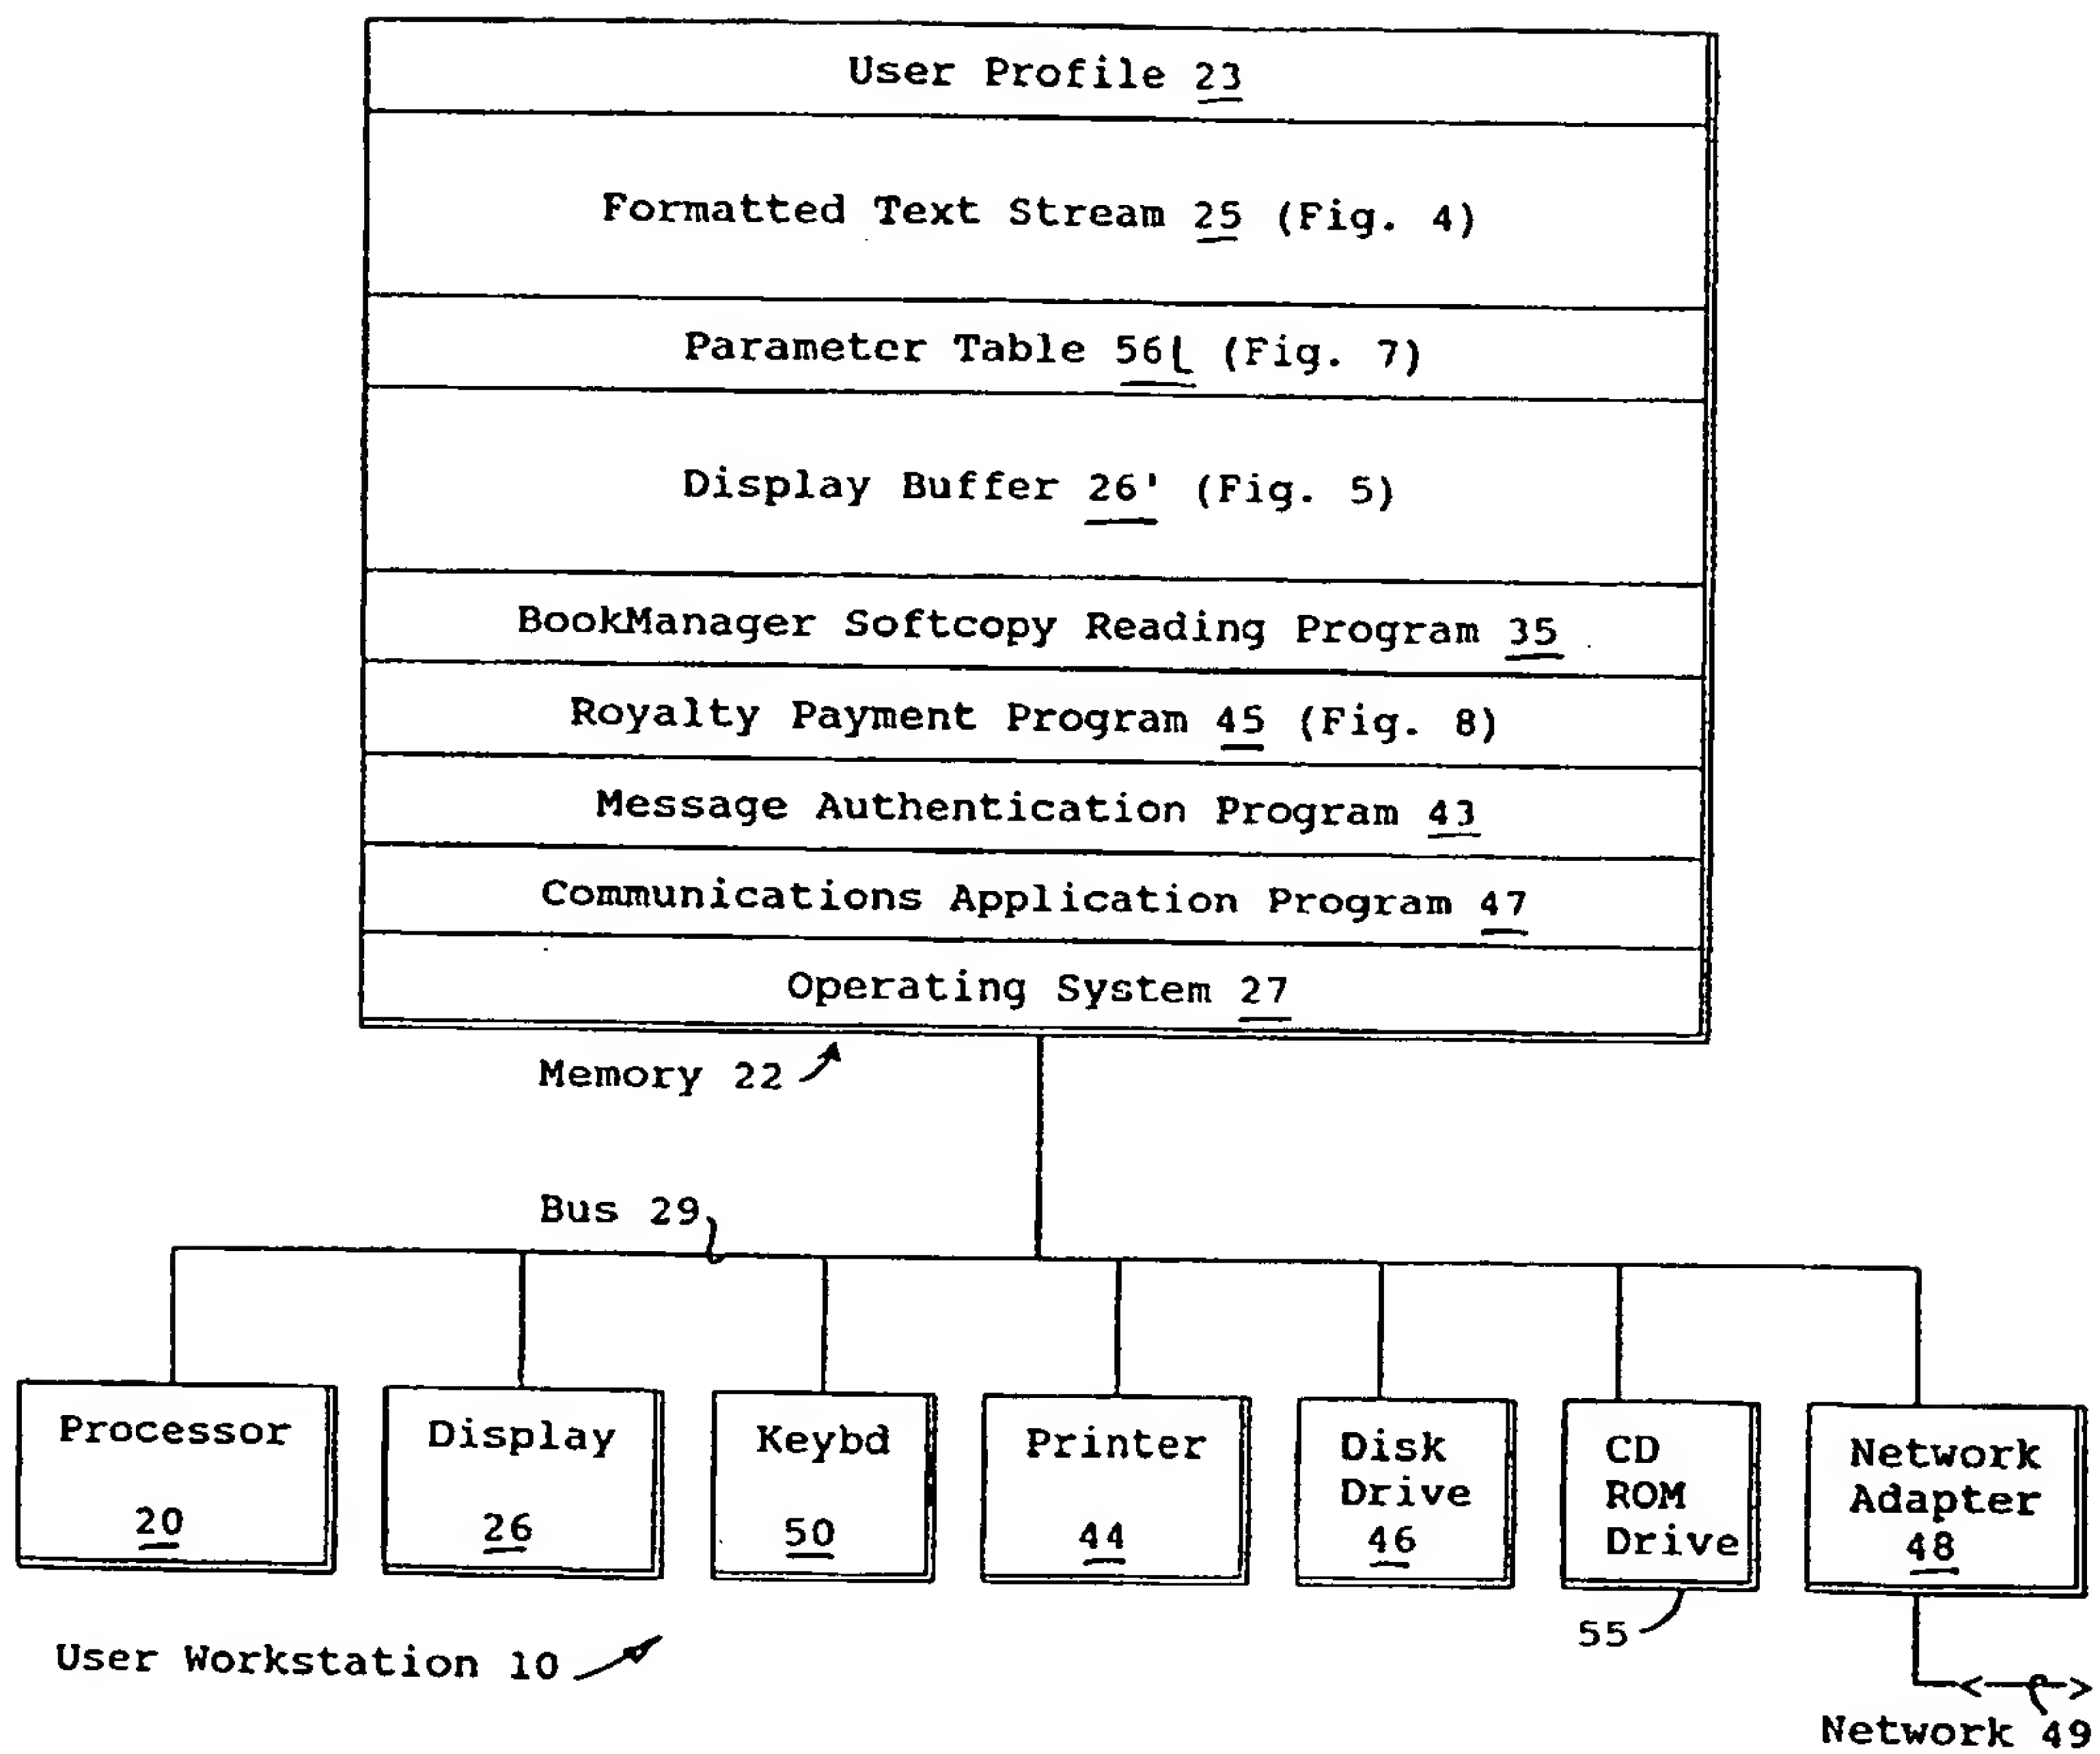 User Profile 23
Formatted Text Stream 25 (Fig. 4)
Parameter Table 56[ (Fig. 7)
Display Buffer 26' (Fig. 5)
BookManager Softcopy Reading Program 35
Royalty Payment Program 45 (Fig. 8)
Message Authentication Program 43
Communications Application Program 47
Operating System 27
Memory 22
Bus 29
Processor
20
Display
26
Keybd
50
Printer
44
Disk
Drive
46
CD
ROM
Drive
55
Network
Adapter
48
User Workstation 10
Network 49